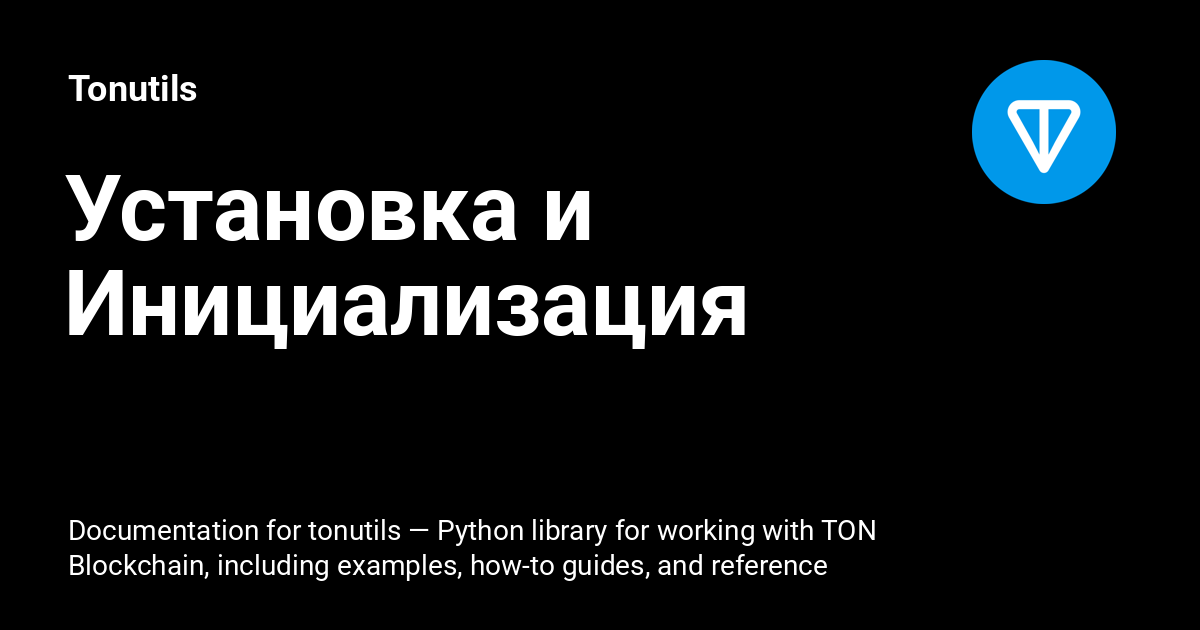 Tonutils
Установка и
Инициализация
Documentation for tonutils — Python library for working with TON
Blockchain, including examples, how-to guides, and reference